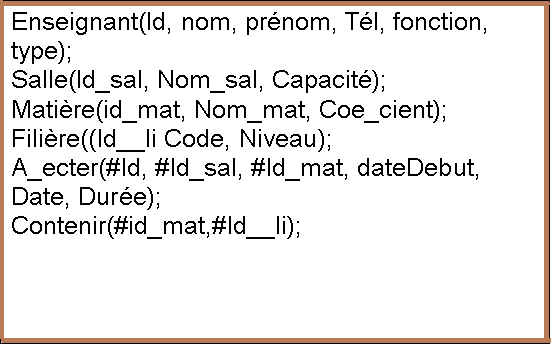 Enseignant(Id, nom, prénom, Tél, fonction,
type);
Salle(Id_sal, Nom_sal, Capacité);
Matière(id_mat, Nom_mat, Coe_cient);
Filière((Id__li Code, Niveau);
A_ecter(#Id, #Id_sal, #Id_mat, dateDebut,
Date, Durée);
Contenir(#id_mat,#Id__li);